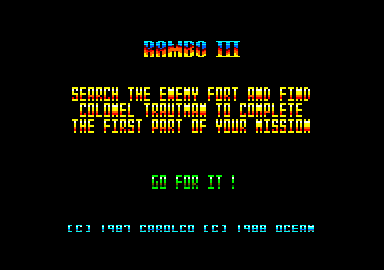 RAMBO III
SEARCH THE ENEMY FORT AND FIND
COLONEL TRAUTMAN TO COMPLETE
THE FIRST PART OF YOUR MISSION
GO FOR IT !
(C) 1987 CAROLCO (C) 1988 OCEAN